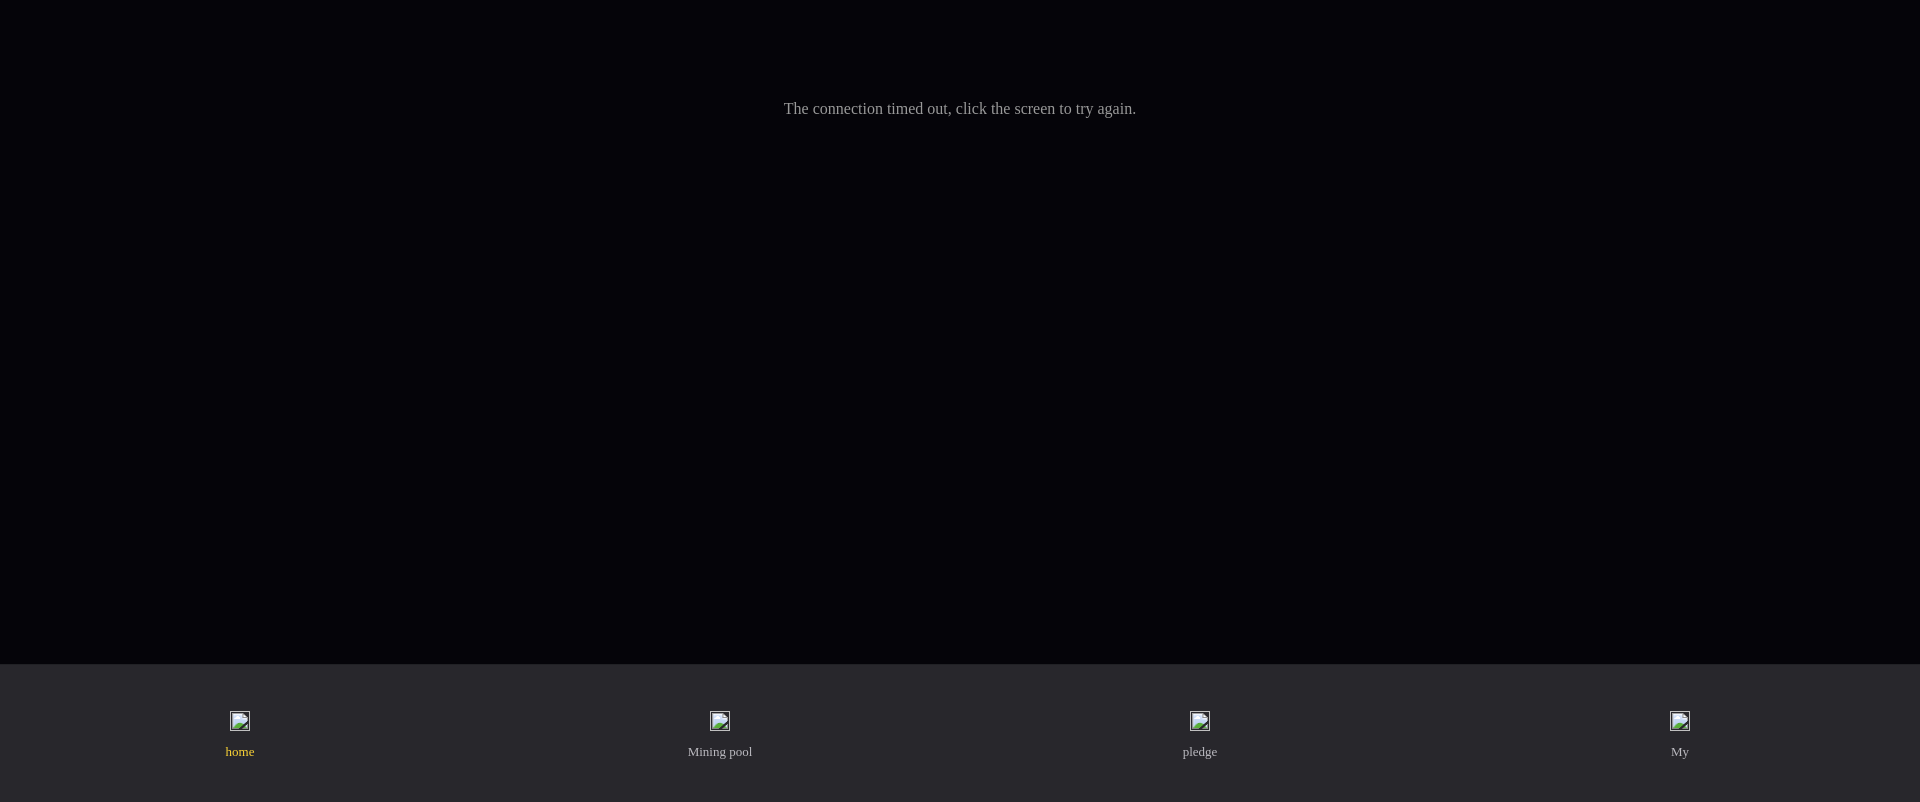 The connection timed out, click the screen to try again.
home
Mining pool
pledge
My